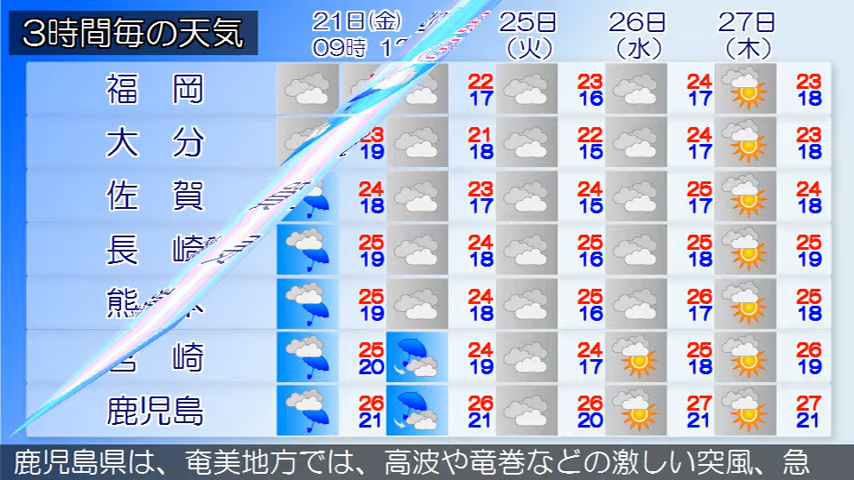 3時間毎の天気
21日(金) 25日 26日 27日
09時 12 (火) (水) (木)
福岡 22 23 24 23
17 16 17 18
大分 23 21 22 24 23
19 18 15 17 18
佐賀 24 23 24 25 24
18 17 15 17 18
長崎 25 24 25 25 25
19 18 16 18 19
熊本 25 24 25 26 25
19 18 16 17 18
宮崎 25 24 24 25 26
20 19 17 18 19
鹿児島 26 26 26 27 27
21 21 20 21 21
鹿児島県は、奄美地方では、高波や竜巻などの激しい突風、急